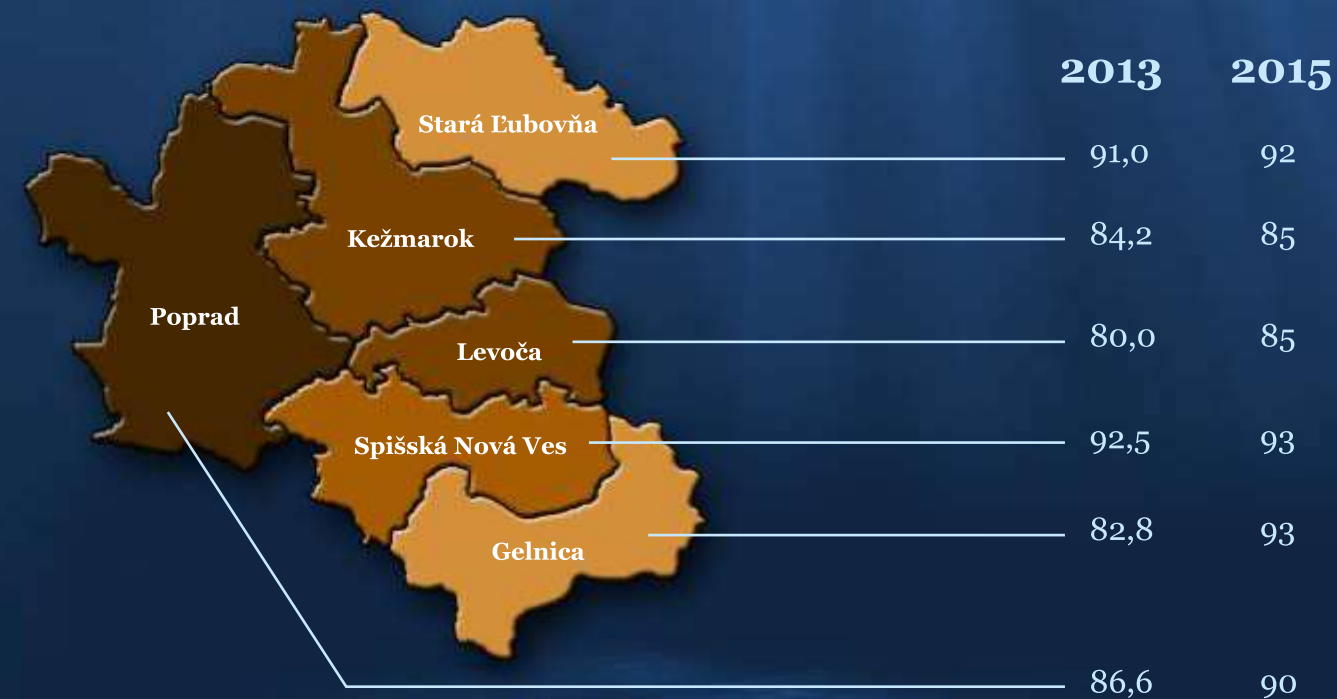 2013 2015
Stará Ľubovňa 91,0 92
Kežmarok 84,2 85
Poprad
Levoča 80,0 85
Spišská Nová Ves 92,5 93
Gelnica 82,8 93
86,6 90